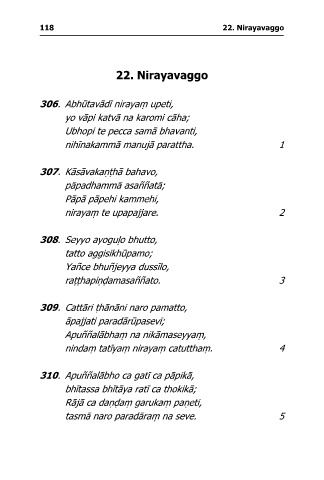 118 22. Nirayavaggo
22. Nirayavaggo
306. Abhūtavādī nirayaṃ upeti,
yo vāpi katvā na karomi cāha;
Ubhopi te pecca samā bhavanti,
nihīnakammā manujā parattha. 1
307. Kāsāvakaṇṭhā bahavo,
pāpadhammā asaññatā;
Pāpā pāpehi kammehi,
nirayaṃ te upapajjare. 2
308. Seyyo ayoguḷo bhutto,
tatto aggisikhūpamo;
Yañce bhuñjeyya dussīlo,
raṭṭhapiṇḍamasaññato. 3
309. Cattāri ṭhānāni naro pamatto,
āpajjati paradārūpasevī;
Apuññalābhaṃ na nikāmaseyyaṃ,
nindaṃ tatīyaṃ nirayaṃ catutthaṃ. 4
310. Apuññalābho ca gatī ca pāpikā,
bhītassa bhītāya ratī ca thokikā;
Rājā ca daṇḍaṃ garukaṃ paṇeti,
tasmā naro paradāraṃ na seve. 5